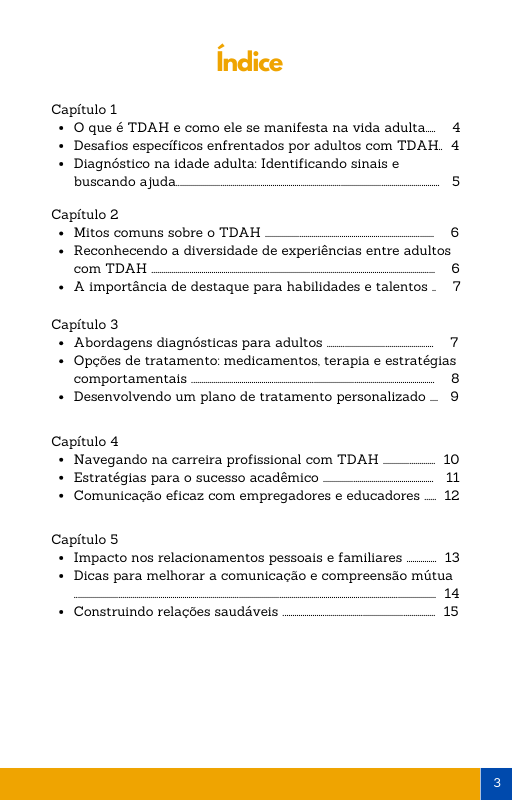 Índice
Capítulo 1
• O que é TDAH e como ele se manifesta na vida adulta..... 4
• Desafios específicos enfrentados por adultos com TDAH.. 4
• Diagnóstico na idade adulta: Identificando sinais e
buscando ajuda........................................................................ 5
Capítulo 2
• Mitos comuns sobre o TDAH .............................................. 6
• Reconhecendo a diversidade de experiências entre adultos
com TDAH .............................................................................. 6
• A importância de destaque para habilidades e talentos .. 7
Capítulo 3
• Abordagens diagnósticas para adultos ............................. 7
• Opções de tratamento: medicamentos, terapia e estratégias
comportamentais .................................................................... 8
• Desenvolvendo um plano de tratamento personalizado .... 9
Capítulo 4
• Navegando na carreira profissional com TDAH ................ 10
• Estratégias para o sucesso acadêmico .............................. 11
• Comunicação eficaz com empregadores e educadores ..... 12
Capítulo 5
• Impacto nos relacionamentos pessoais e familiares ......... 13
• Dicas para melhorar a comunicação e compreensão mútua
................................................................................................ 14
• Construindo relações saudáveis ......................................... 15
3